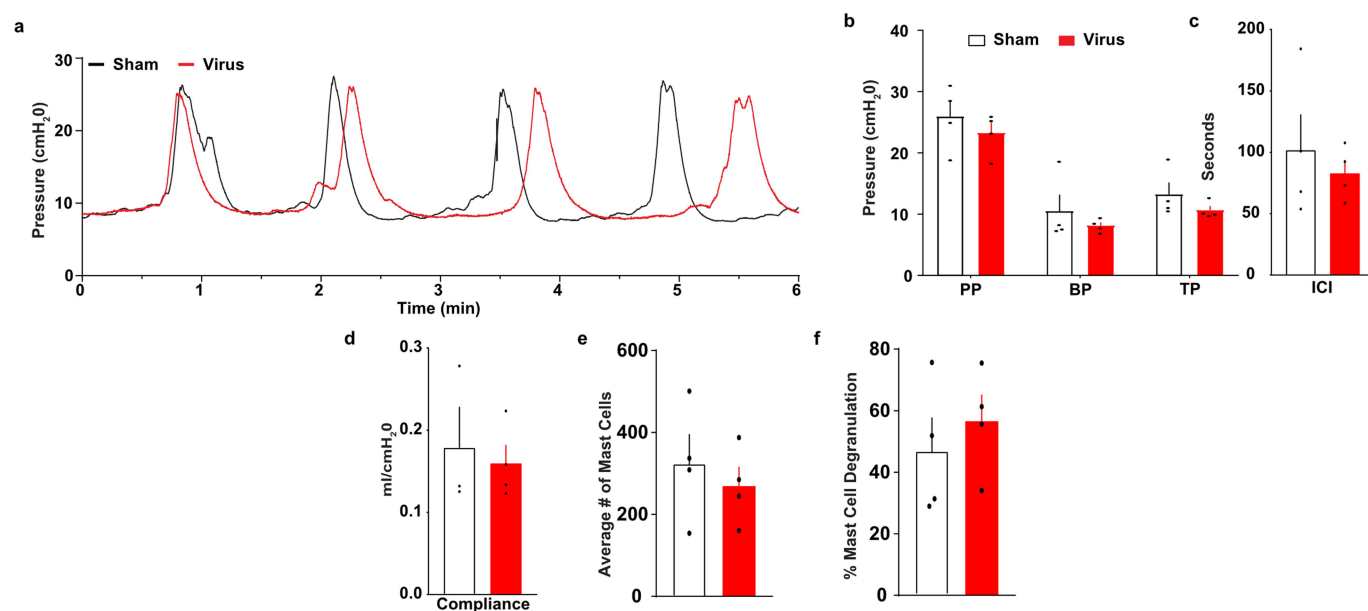 a
30
20
10
0
Pressure (cmH₂0)
Sham
Virus
0
1
2
3
4
5
6
Time (min)
b
40
30
20
10
0
Pressure (cmH₂0)
Sham
Virus
PP
BP
TP
c
200
150
100
50
0
Seconds
ICI
d
0.3
0.2
0.1
0.0
ml/cmH₂0
Compliance
e
600
400
200
0
Average # of Mast Cells
f
80
60
40
20
0
% Mast Cell Degranulation